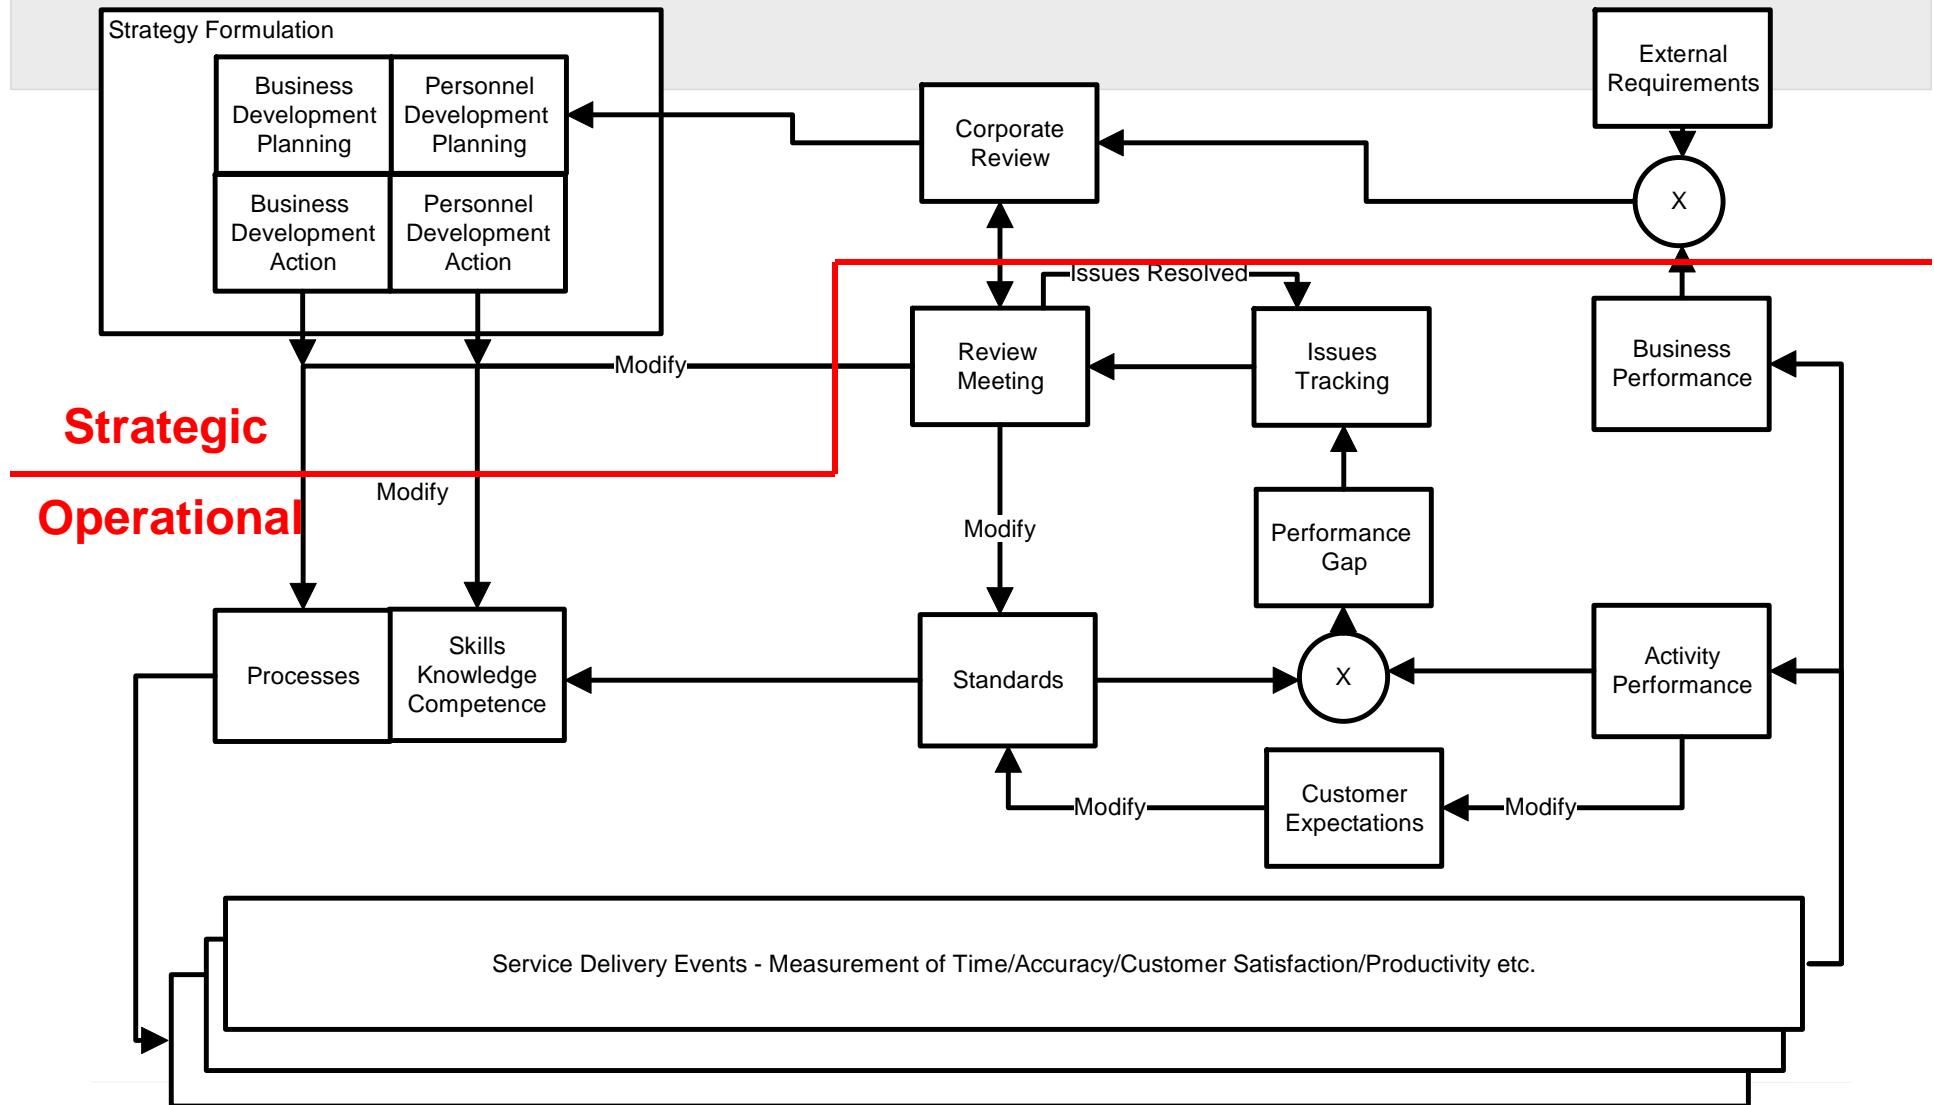 Strategy Formulation
Business
Development
Planning
Personnel
Development
Planning
Business
Development
Action
Personnel
Development
Action
Corporate
Review
External
Requirements
X
Issues Resolved
Review
Meeting
Issues
Tracking
Business
Performance
Modify
Strategic
Operational
Modify
Modify
Performance
Gap
Processes
Skills
Knowledge
Competence
Standards
X
Activity
Performance
Modify
Customer
Expectations
Modify
Service Delivery Events - Measurement of Time/Accuracy/Customer Satisfaction/Productivity etc.